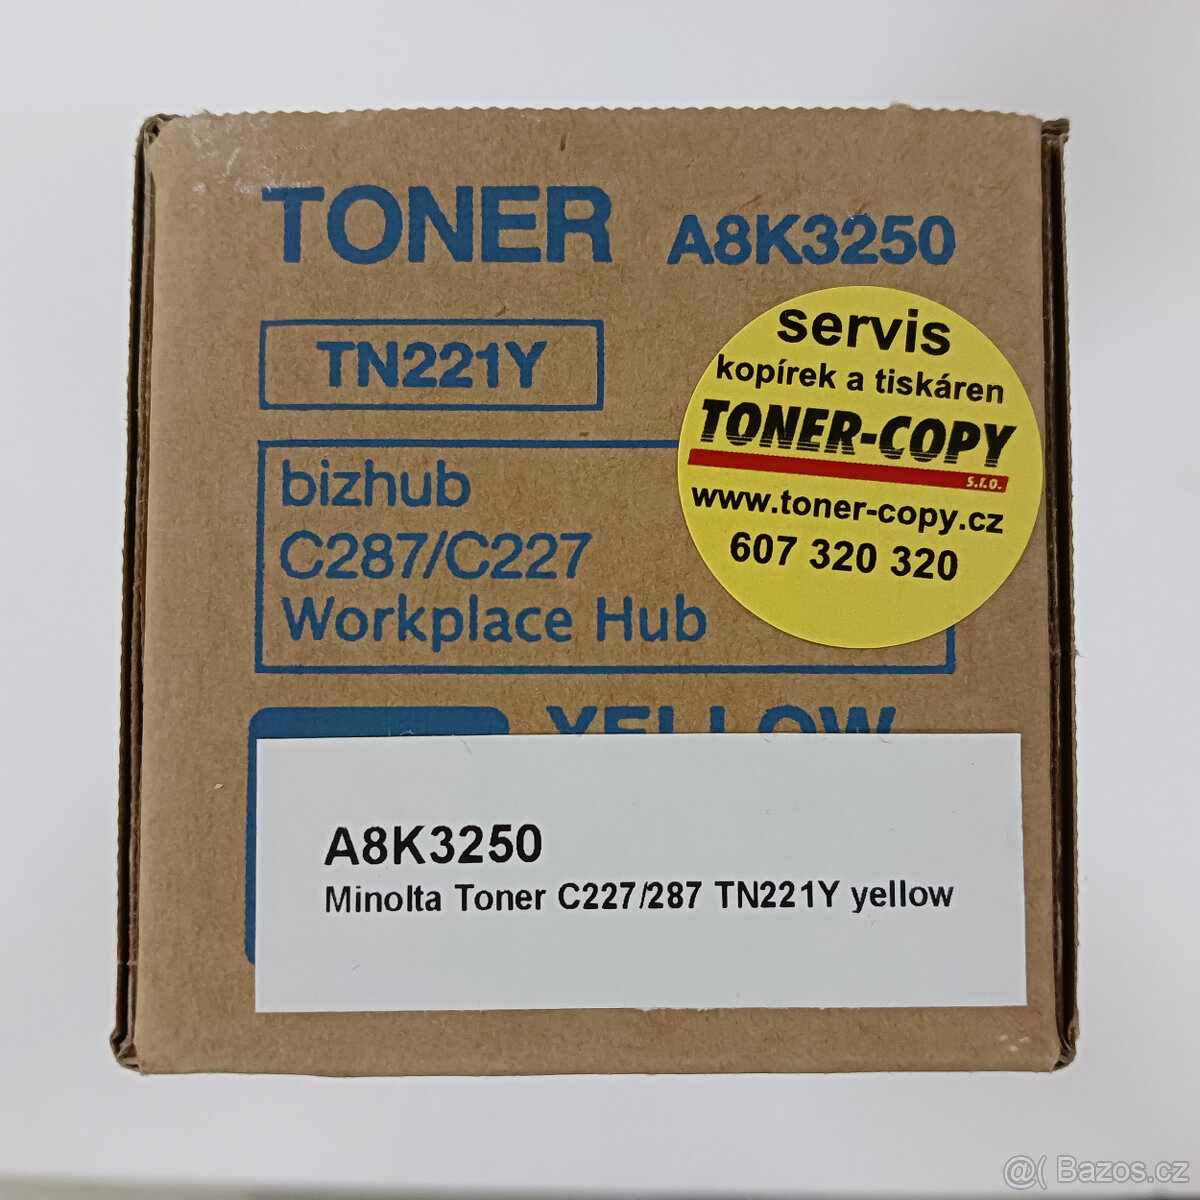 TONER A8K3250
TN221Y
servis
kopírek a tiskáren
TONER-COPY
s.r.o.
www.toner-copy.cz
607 320 320
bizhub
C287/C227
Workplace Hub
YELLOW
A8K3250
Minolta Toner C227/287 TN221Y yellow
@( Bazos.cz